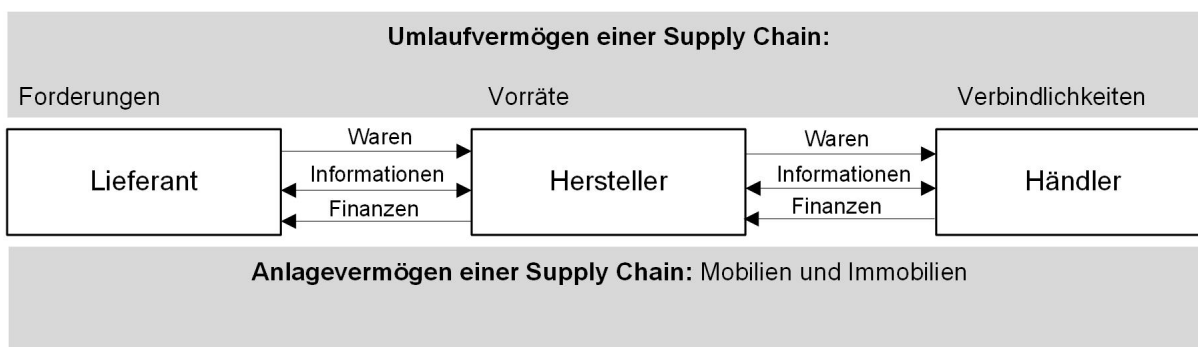 Umlaufvermögen einer Supply Chain:
Forderungen Vorräte Verbindlichkeiten
Waren Waren
Lieferant Informationen Hersteller Informationen Händler
Finanzen Finanzen
Anlagevermögen einer Supply Chain: Mobilien und Immobilien